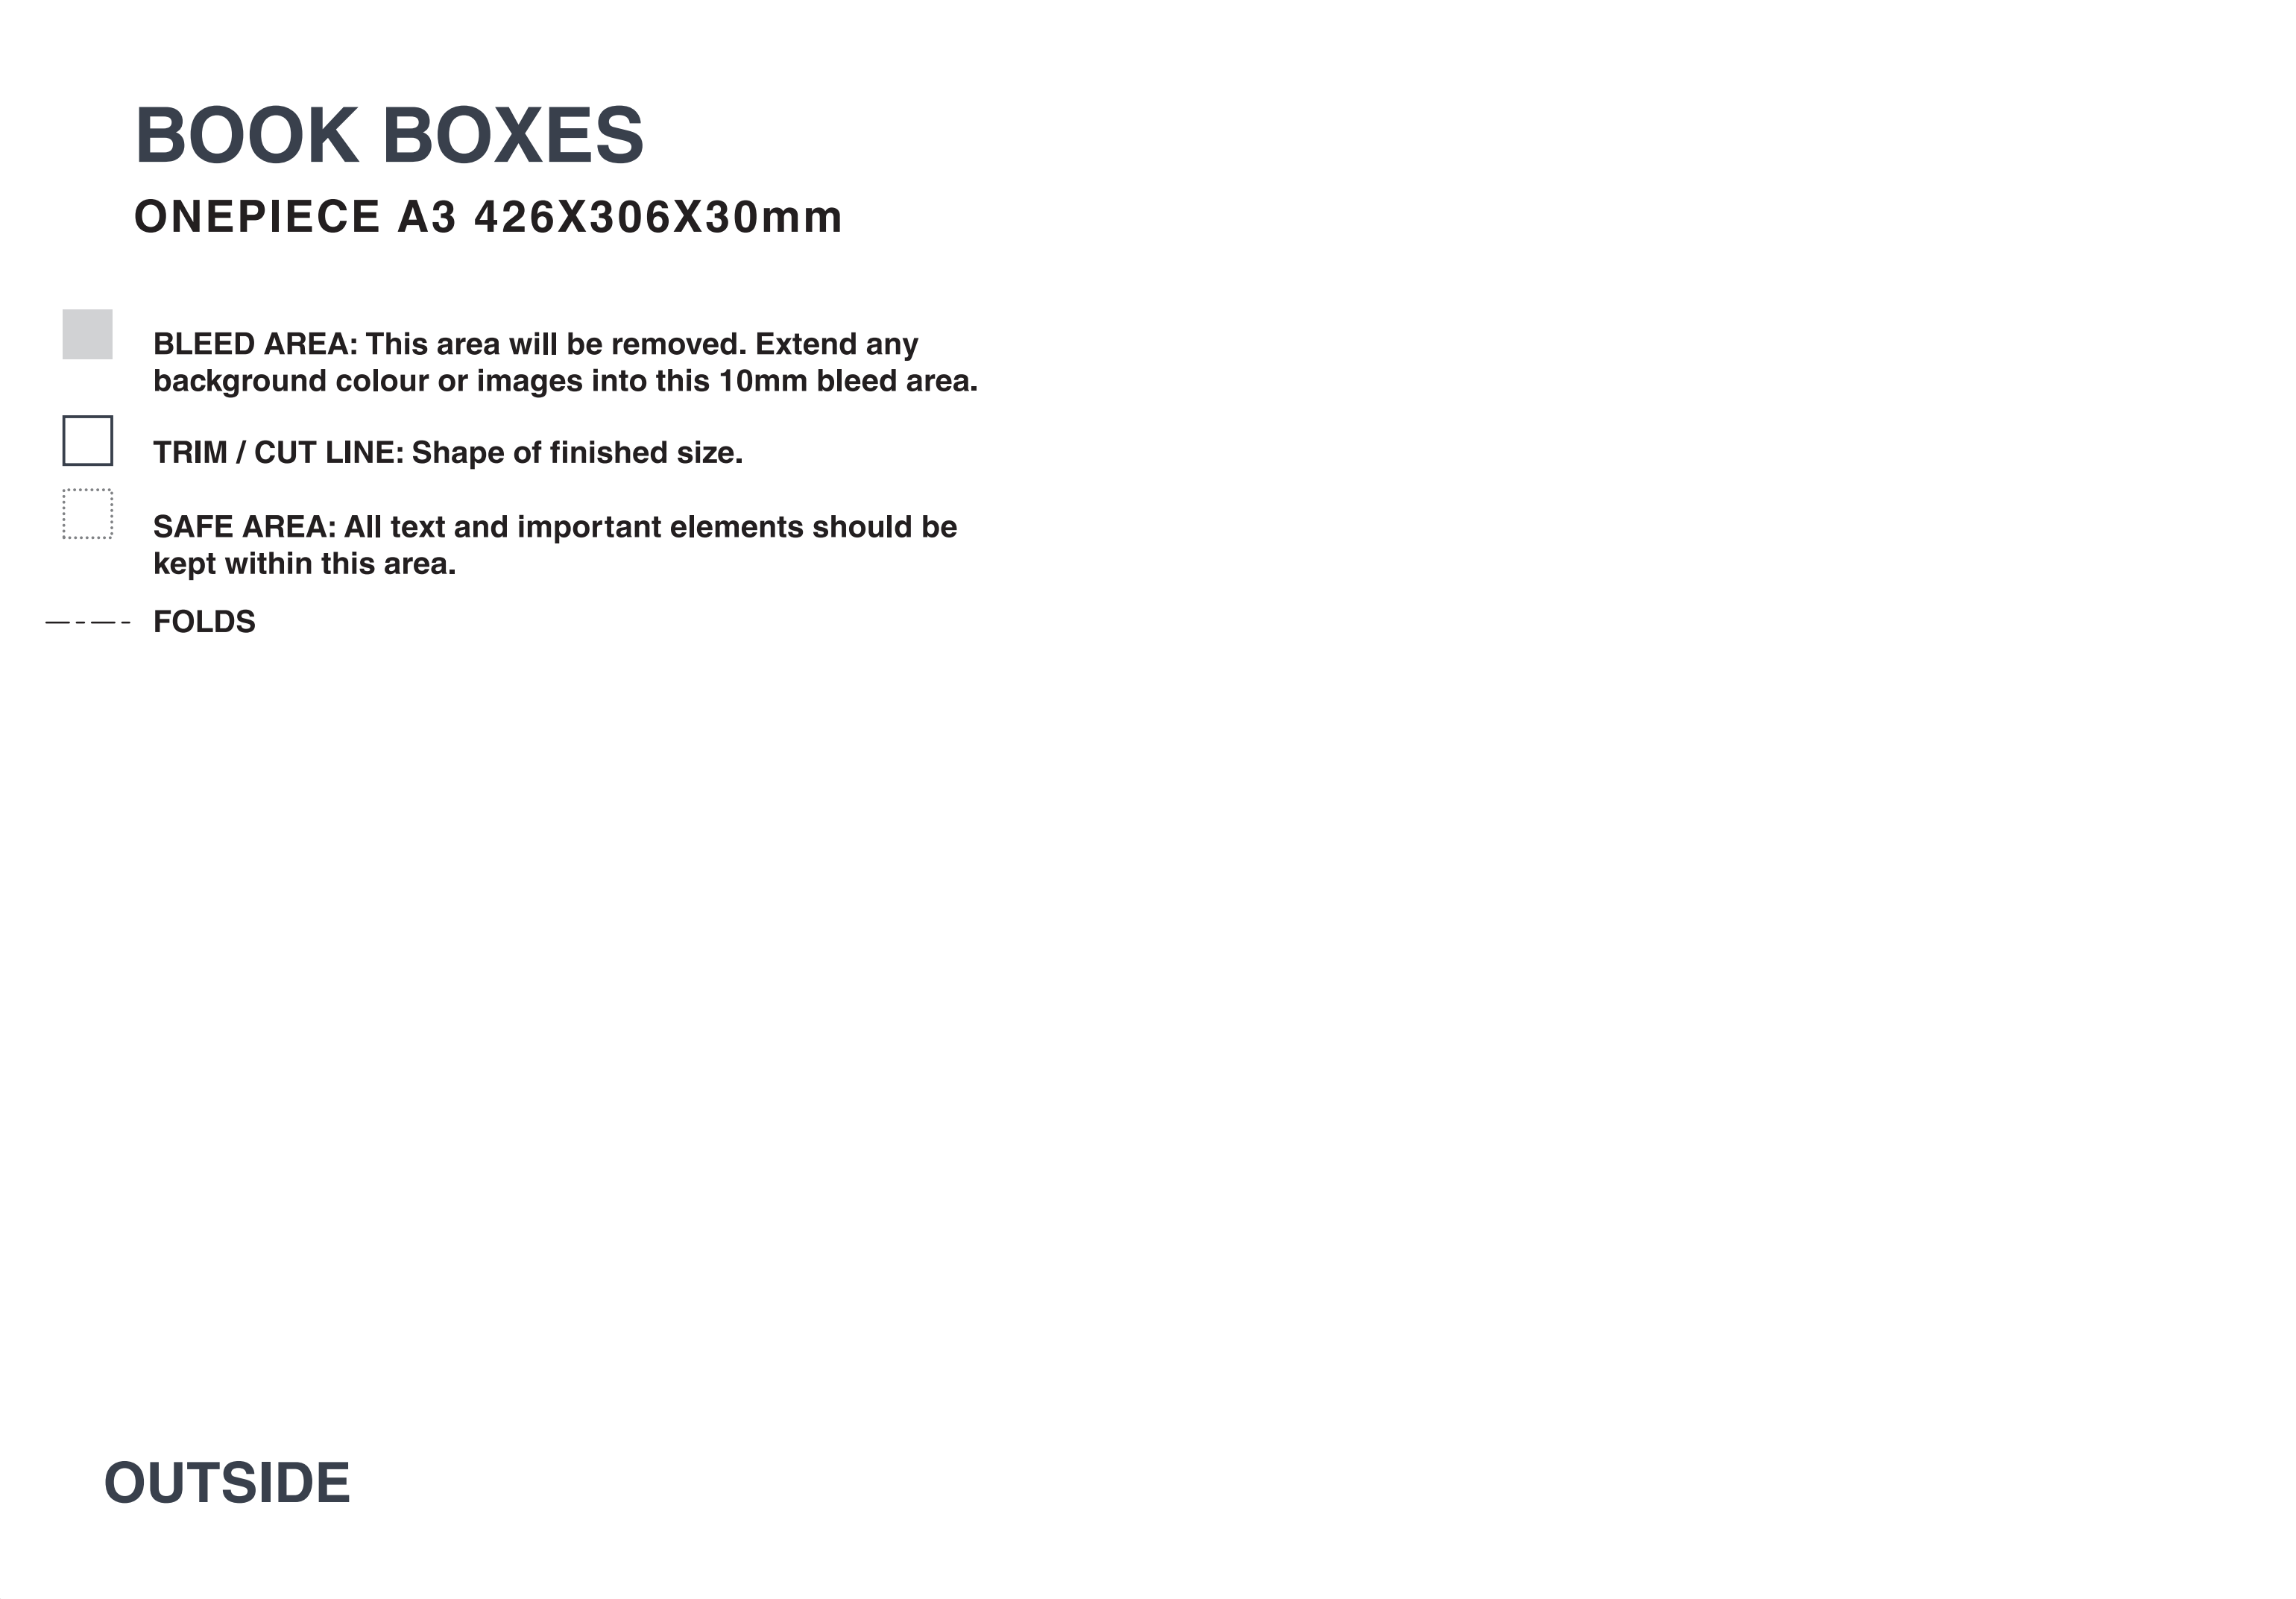 BOOK BOXES
ONEPIECE A3 426X306X30mm
BLEED AREA: This area will be removed. Extend any
background colour or images into this 10mm bleed area.
TRIM / CUT LINE: Shape of finished size.
SAFE AREA: All text and important elements should be
kept within this area.
FOLDS
OUTSIDE